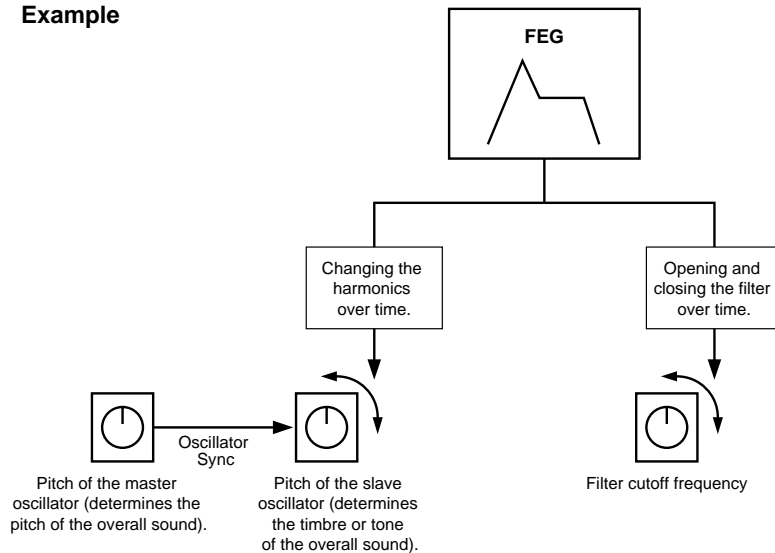 Example
FEG
Changing the
harmonics
over time.
Opening and
closing the filter
over time.
Oscillator
Sync
Pitch of the master
oscillator (determines the
pitch of the overall sound).
Pitch of the slave
oscillator (determines
the timbre or tone
of the overall sound).
Filter cutoff frequency